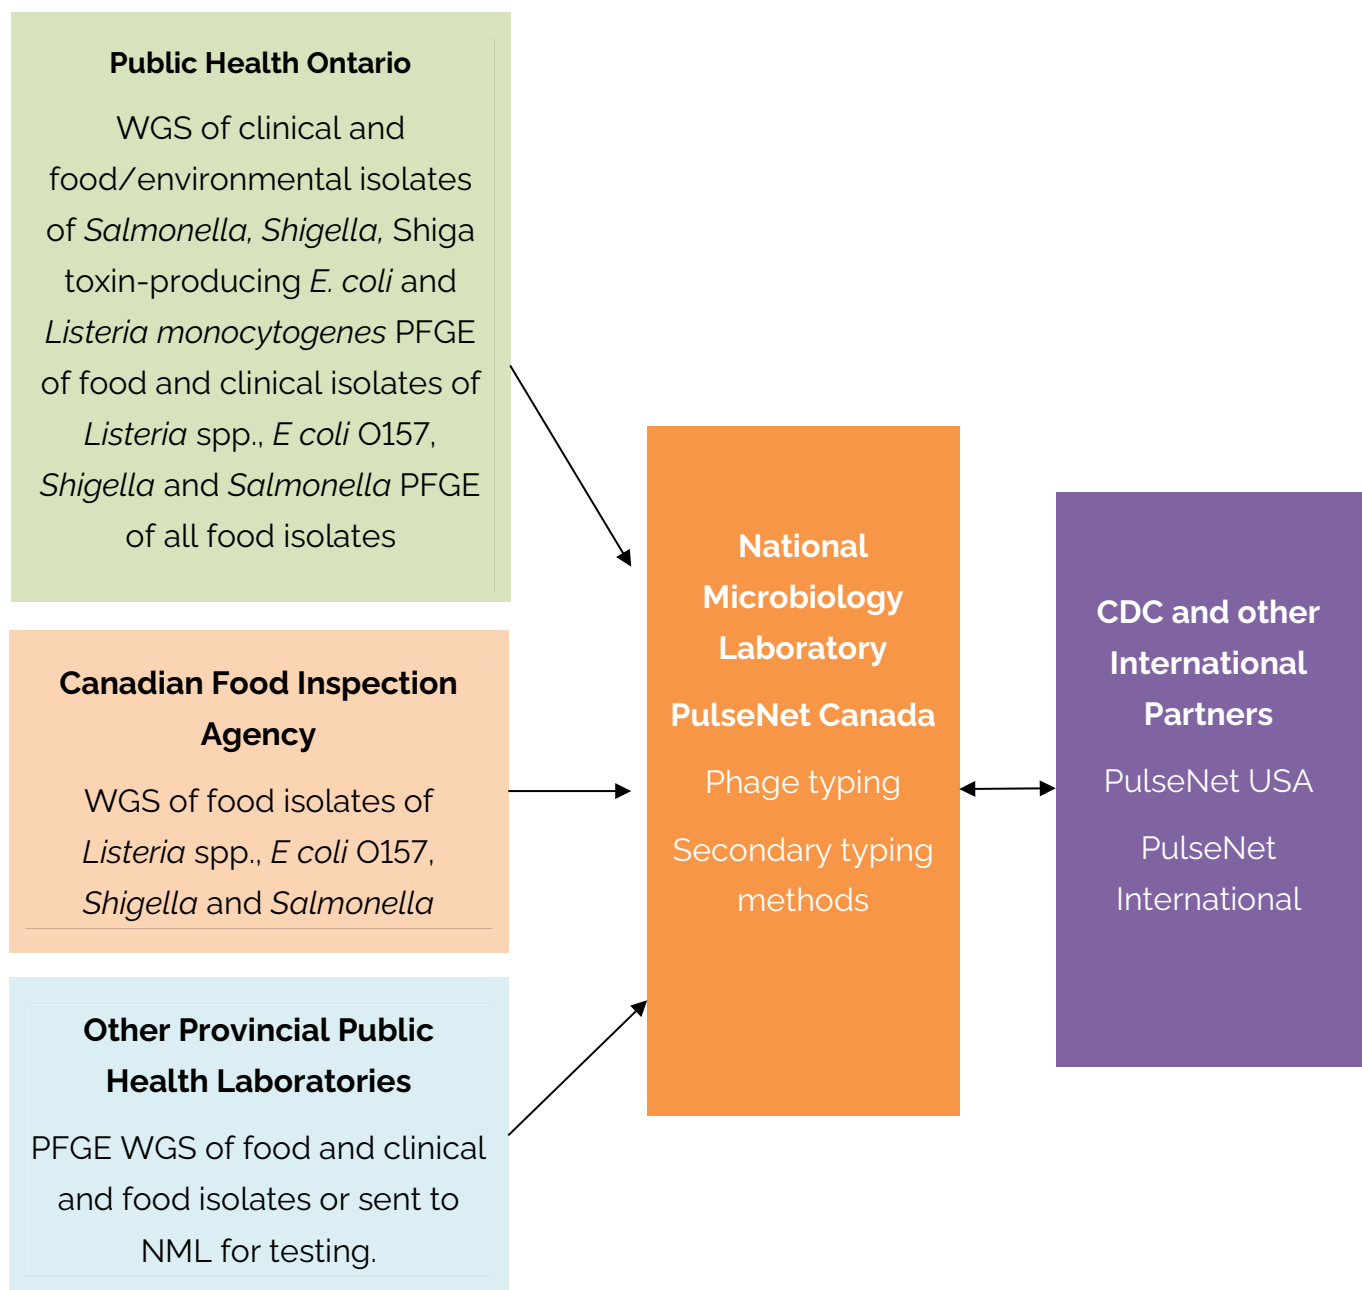 Public Health Ontario
WGS of clinical and
food/environmental isolates
of Salmonella, Shigella, Shiga
toxin-producing E. coli and
Listeria monocytogenes PFGE
of food and clinical isolates of
Listeria spp., E coli O157,
Shigella and Salmonella PFGE
of all food isolates
Canadian Food Inspection
Agency
WGS of food isolates of
Listeria spp., E coli O157,
Shigella and Salmonella
Other Provincial Public
Health Laboratories
PFGE WGS of food and clinical
and food isolates or sent to
NML for testing.
National
Microbiology
Laboratory
PulseNet Canada
Phage typing
Secondary typing
methods
CDC and other
International
Partners
PulseNet USA
PulseNet
International